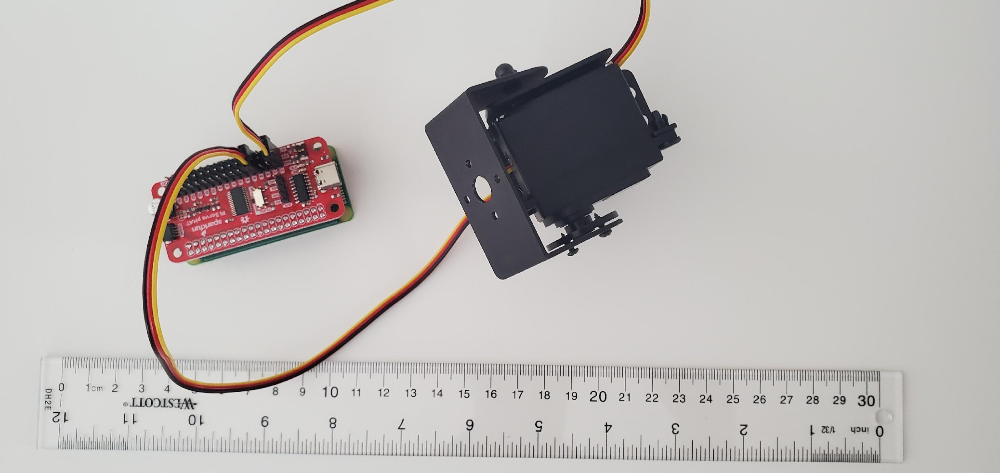 sparkfun
Pi Servo pHAT
0 1cm 2 3 4 5 7 8 9 10 11 12 13 14 15 16 17 18 19 20 21 22 23 24 25 26 27 28 29 30
DH2E
WESTCOTT®
12 11 10 9 8 7 6 5 4 3 2 1 1/32 inch 0